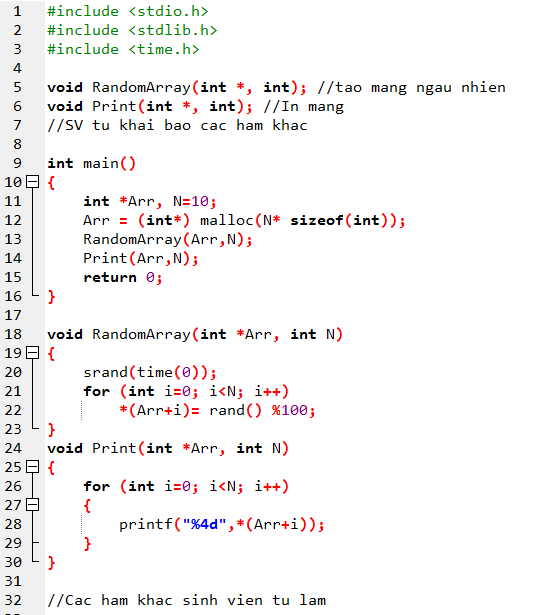 1 #include <stdio.h>
2 #include <stdlib.h>
3 #include <time.h>
4
5 void RandomArray(int *, int); //tao mang ngau nhien
6 void Print(int *, int); //In mang
7 //SV tu khai bao cac ham khac
8
9 int main()
10 {
11 int *Arr, N=10;
12 Arr = (int*) malloc(N* sizeof(int));
13 RandomArray(Arr,N);
14 Print(Arr,N);
15 return 0;
16 }
17
18 void RandomArray(int *Arr, int N)
19 {
20 srand(time(0));
21 for (int i=0; i<N; i++)
22 *(Arr+i)= rand() %100;
23 }
24 void Print(int *Arr, int N)
25 {
26 for (int i=0; i<N; i++)
27 {
28 printf("%4d",*(Arr+i));
29 }
30 }
31
32 //Cac ham khac sinh vien tu lam